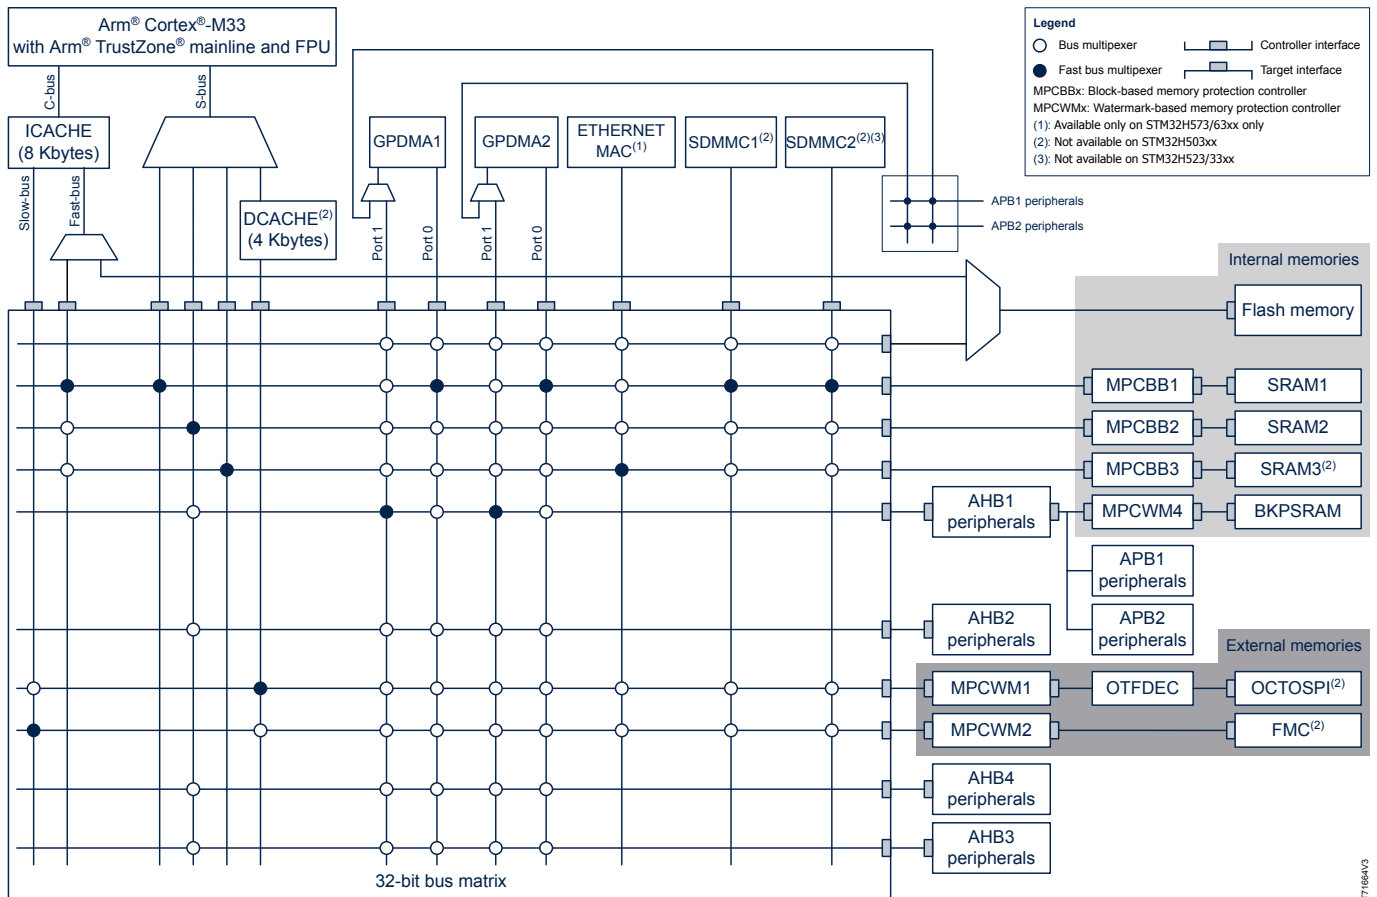 Arm® Cortex®-M33
with Arm® TrustZone® mainline and FPU
C-bus
S-bus
ICACHE
(8 Kbytes)
Slow-bus
Fast-bus
DCACHE(2)
(4 Kbytes)
GPDMA1
GPDMA2
ETHERNET
MAC(1)
SDMMC1(2)
SDMMC2(2)(3)
Port 1
Port 0
Port 1
Port 0
APB1 peripherals
APB2 peripherals
Legend
Bus multipexer
Controller interface
Fast bus multipexer
Target interface
MPCBBx: Block-based memory protection controller
MPCWMx: Watermark-based memory protection controller
(1): Available only on STM32H573/63xx only
(2): Not available on STM32H503xx
(3): Not available on STM32H523/33xx
Internal memories
Flash memory
MPCBB1
SRAM1
MPCBB2
SRAM2
MPCBB3
SRAM3(2)
AHB1
peripherals
MPCWM4
BKPSRAM
APB1
peripherals
AHB2
peripherals
APB2
peripherals
External memories
MPCWM1
OTFDEC
OCTOSPI(2)
MPCWM2
FMC(2)
AHB4
peripherals
AHB3
peripherals
32-bit bus matrix